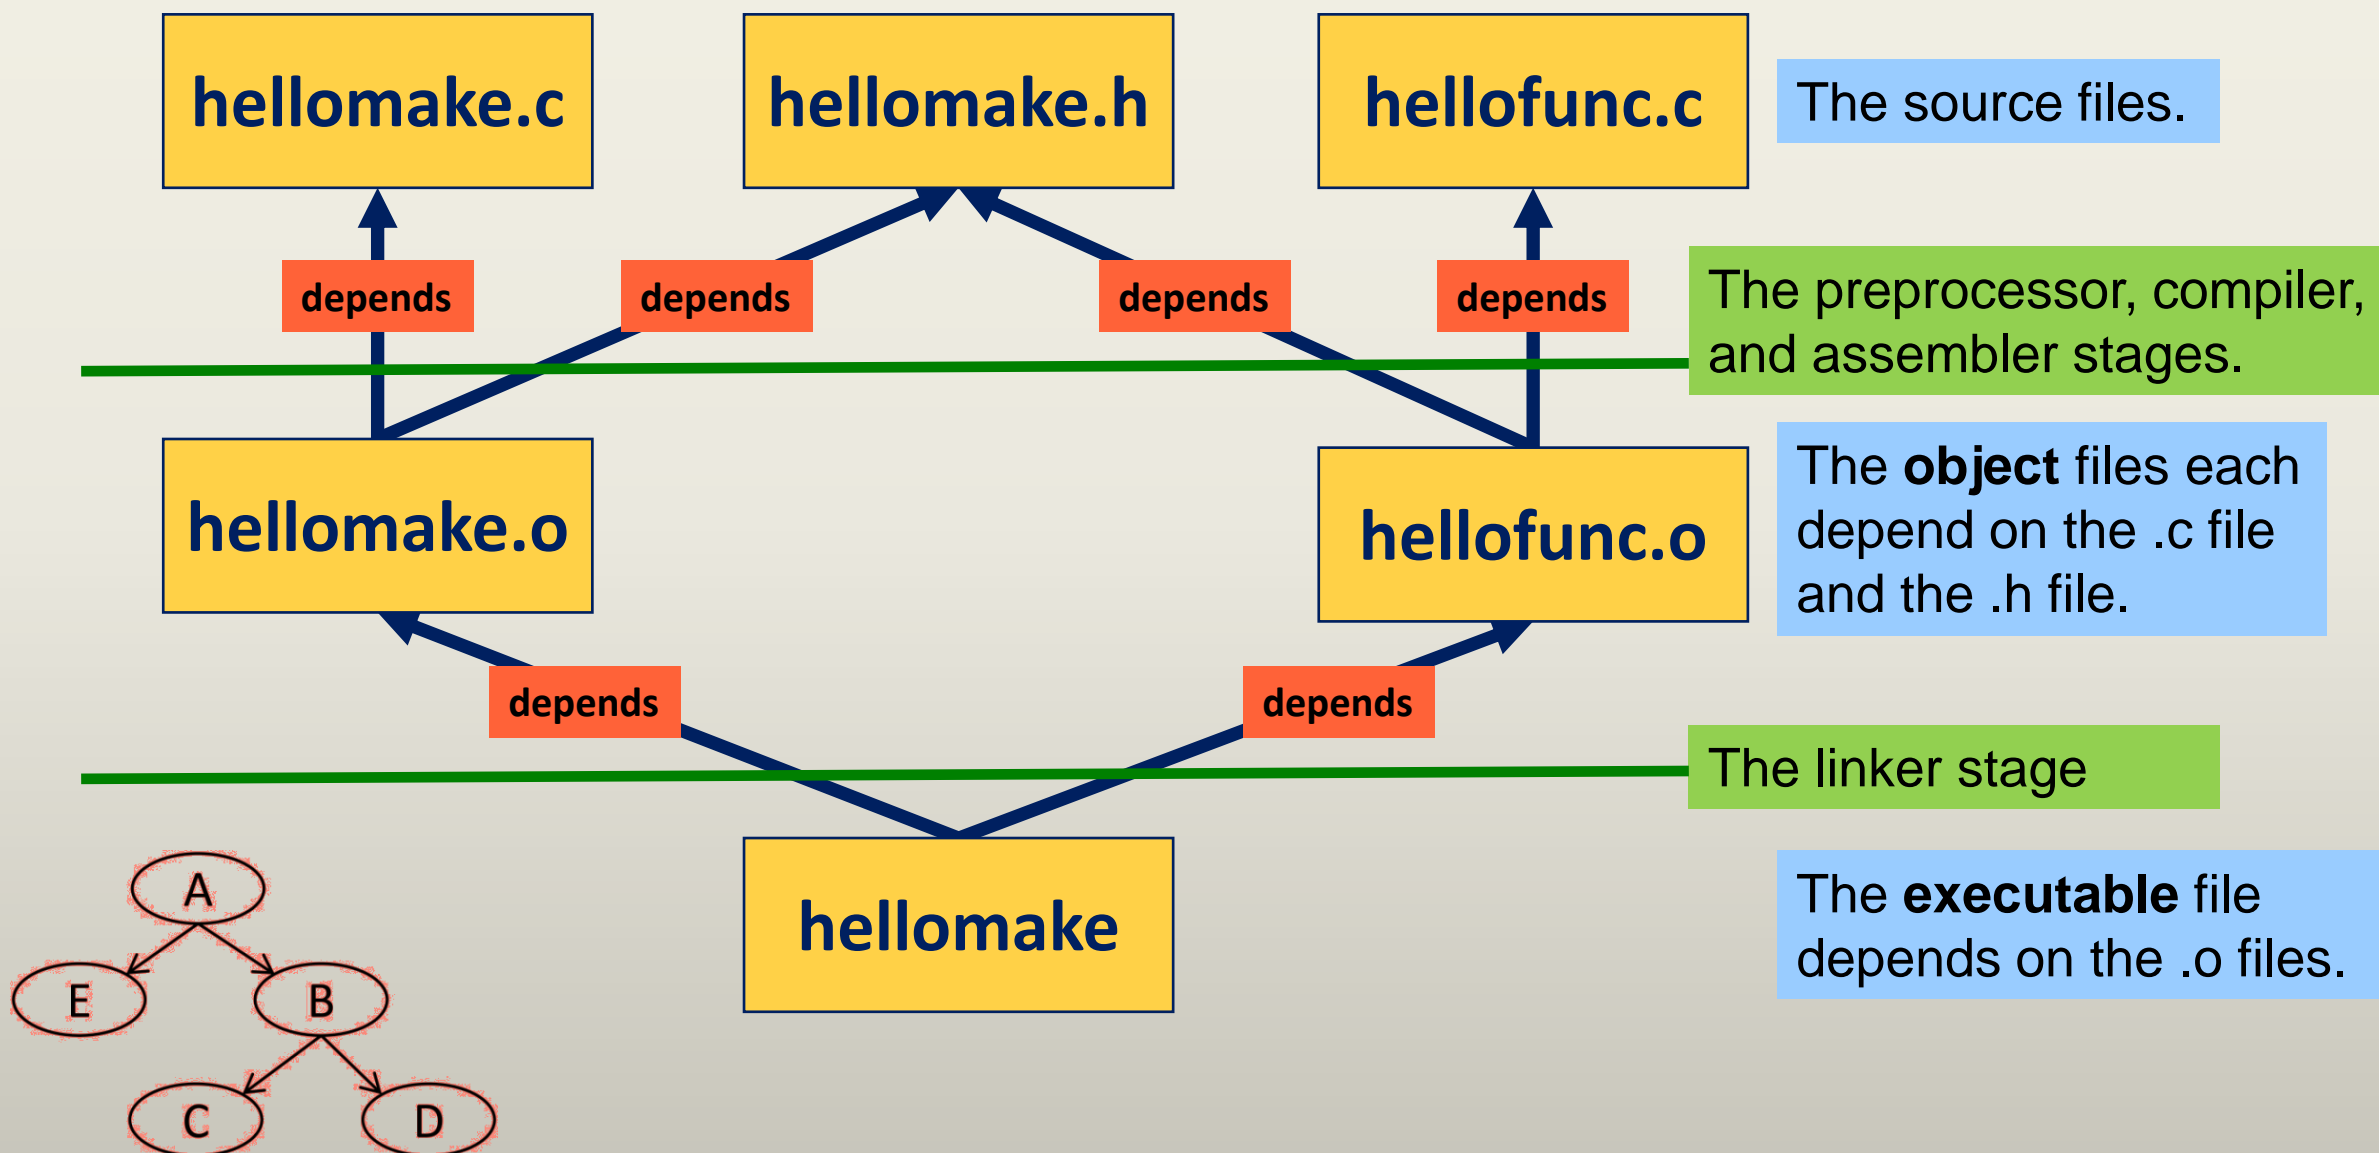 hellomake.c
hellomake.h
hellofunc.c
The source files.
depends
depends
depends
depends
The preprocessor, compiler,
and assembler stages.
hellomake.o
hellofunc.o
The object files each
depend on the .c file
and the .h file.
depends
depends
The linker stage
hellomake
The executable file
depends on the .o files.
A
E
B
C
D